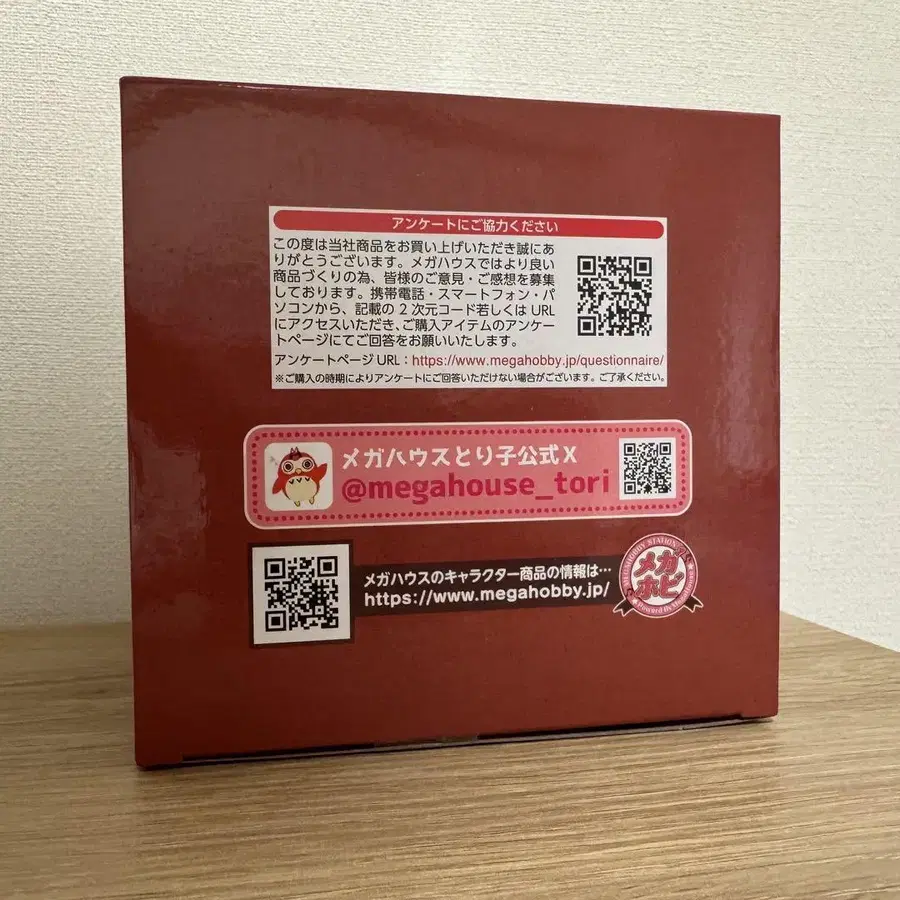 アンケートにご協力ください
この度は当社商品をお買い上げいただき誠にあ
りがとうございます。メガハウスではより良い
商品づくりの為、皆様のご意見・ご感想を募集
しております。携帯電話・スマートフォン・パ
ソコンから、記載の 2 次元コード若しくは URL
にアクセスいただき、ご購入アイテムのアンケー
トページにてご回答をお願いいたします。
アンケートページ URL：https://www.megahobby.jp/questionnaire/
※ご購入の時期によりアンケートにご回答いただけない場合がございます。ご了承ください。
メガハウスとり子公式 X
@megahouse_tori
メガハウスのキャラクター商品の情報は…
https://www.megahobby.jp/
MEGAHOBBY STATION
メガ
ホビ
Powered By MegaHouse